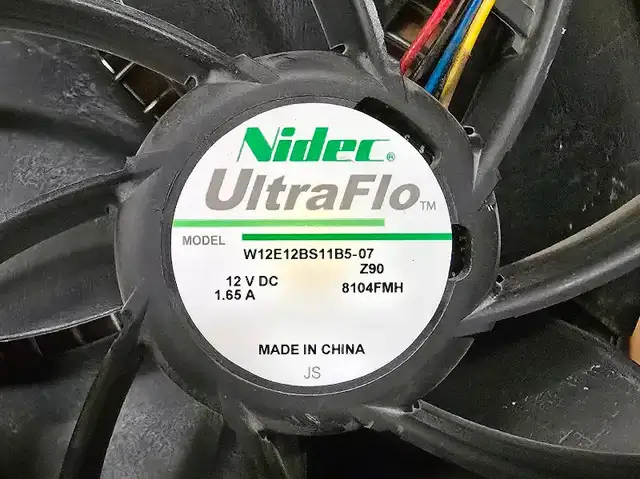 Nidec®
UltraFlo™
MODEL W12E12BS11B5-07
Z90
12 V DC 8104FMH
1.65 A
MADE IN CHINA
JS